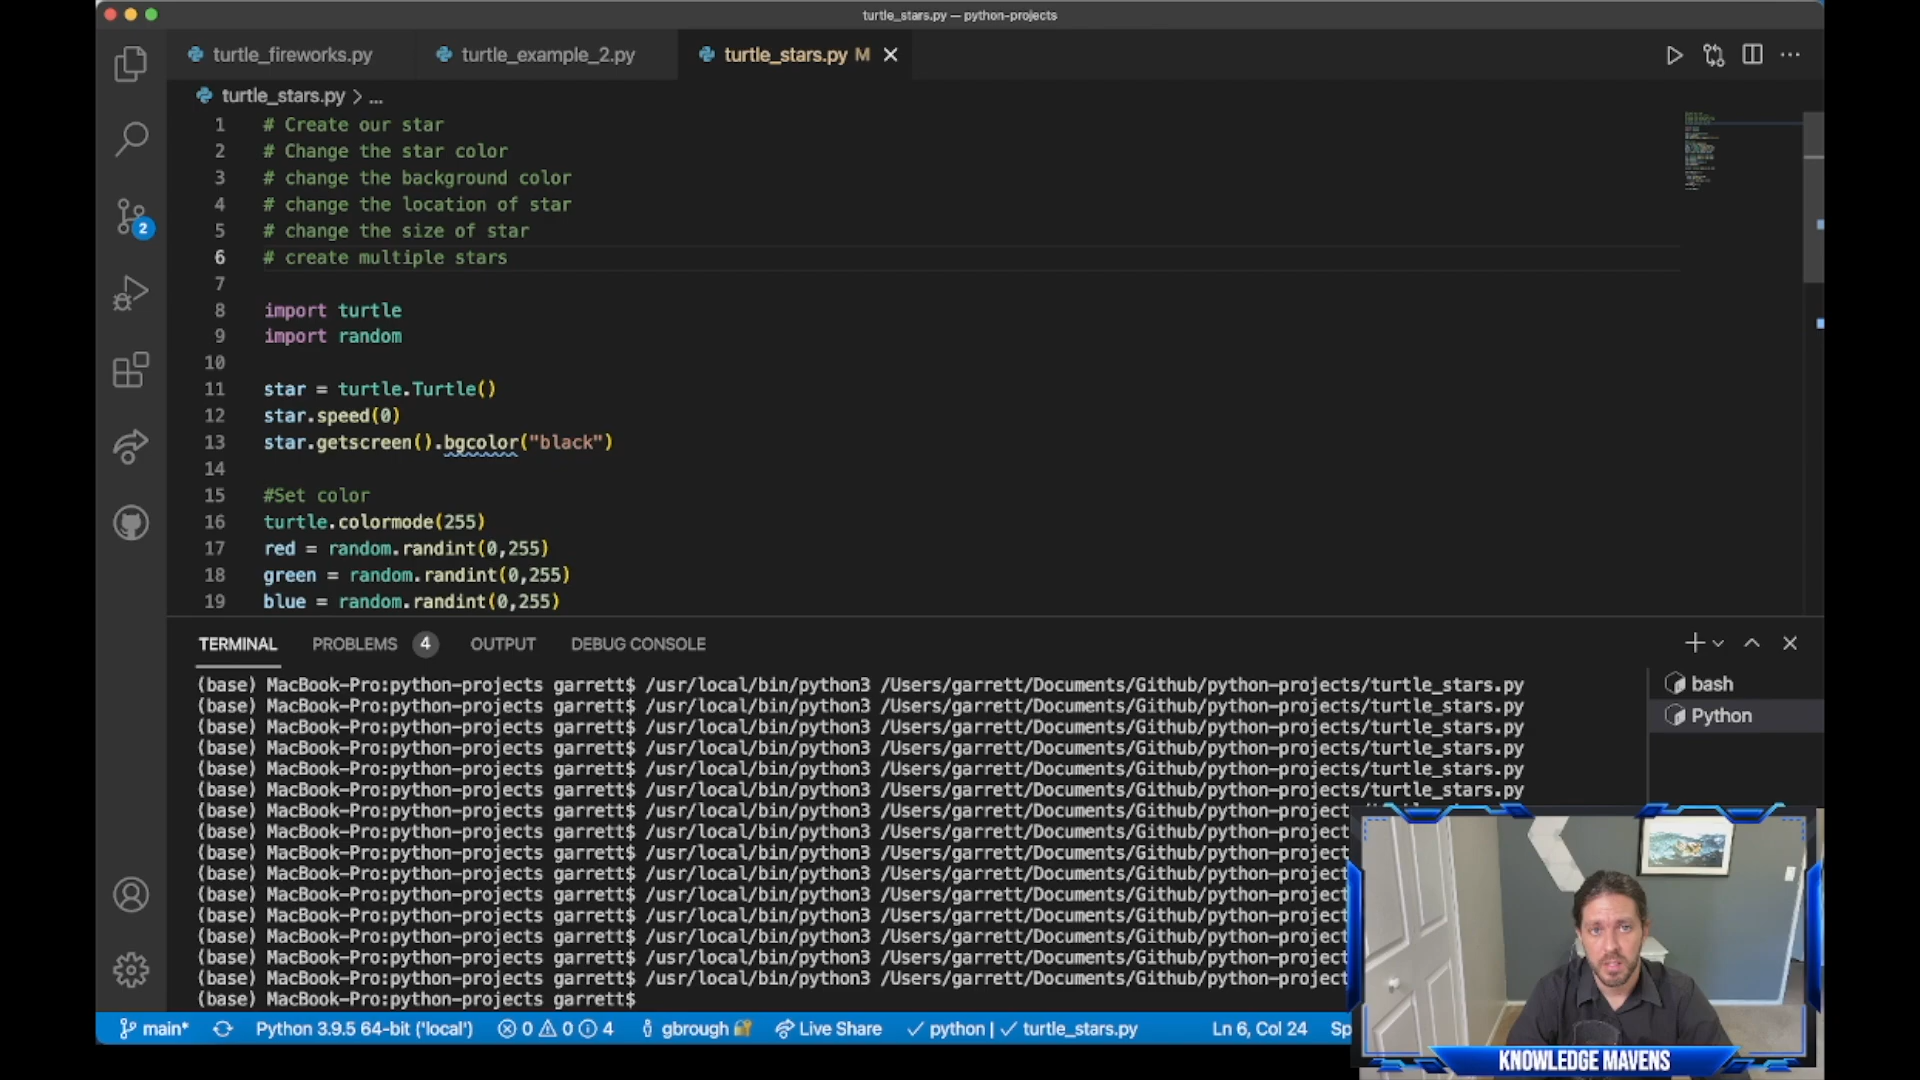 turtle_stars.py — python-projects
turtle_fireworks.py
turtle_example_2.py
turtle_stars.py M
turtle_stars.py > ...
1 # Create our star
2 # Change the star color
3 # change the background color
4 # change the location of star
5 # change the size of star
6 # create multiple stars
7
8 import turtle
9 import random
10
11 star = turtle.Turtle()
12 star.speed(0)
13 star.getscreen().bgcolor("black")
14
15 #Set color
16 turtle.colormode(255)
17 red = random.randint(0,255)
18 green = random.randint(0,255)
19 blue = random.randint(0,255)
2
TERMINAL PROBLEMS 4 OUTPUT DEBUG CONSOLE
(base) MacBook-Pro:python-projects garrett$ /usr/local/bin/python3 /Users/garrett/Documents/Github/python-projects/turtle_stars.py
(base) MacBook-Pro:python-projects garrett$ /usr/local/bin/python3 /Users/garrett/Documents/Github/python-projects/turtle_stars.py
(base) MacBook-Pro:python-projects garrett$ /usr/local/bin/python3 /Users/garrett/Documents/Github/python-projects/turtle_stars.py
(base) MacBook-Pro:python-projects garrett$ /usr/local/bin/python3 /Users/garrett/Documents/Github/python-projects/turtle_stars.py
(base) MacBook-Pro:python-projects garrett$ /usr/local/bin/python3 /Users/garrett/Documents/Github/python-projects/turtle_stars.py
(base) MacBook-Pro:python-projects garrett$ /usr/local/bin/python3 /Users/garrett/Documents/Github/python-projects/turtle_stars.py
(base) MacBook-Pro:python-projects garrett$ /usr/local/bin/python3 /Users/garrett/Documents/Github/python-project
(base) MacBook-Pro:python-projects garrett$ /usr/local/bin/python3 /Users/garrett/Documents/Github/python-project
(base) MacBook-Pro:python-projects garrett$ /usr/local/bin/python3 /Users/garrett/Documents/Github/python-project
(base) MacBook-Pro:python-projects garrett$ /usr/local/bin/python3 /Users/garrett/Documents/Github/python-project
(base) MacBook-Pro:python-projects garrett$ /usr/local/bin/python3 /Users/garrett/Documents/Github/python-project
(base) MacBook-Pro:python-projects garrett$ /usr/local/bin/python3 /Users/garrett/Documents/Github/python-project
(base) MacBook-Pro:python-projects garrett$ /usr/local/bin/python3 /Users/garrett/Documents/Github/python-project
(base) MacBook-Pro:python-projects garrett$ /usr/local/bin/python3 /Users/garrett/Documents/Github/python-project
(base) MacBook-Pro:python-projects garrett$ /usr/local/bin/python3 /Users/garrett/Documents/Github/python-project
(base) MacBook-Pro:python-projects garrett$
bash
Python
main* Python 3.9.5 64-bit ('local') 0 0 4 gbrough Live Share python | turtle_stars.py Ln 6, Col 24 Sp
KNOWLEDGE MAVENS